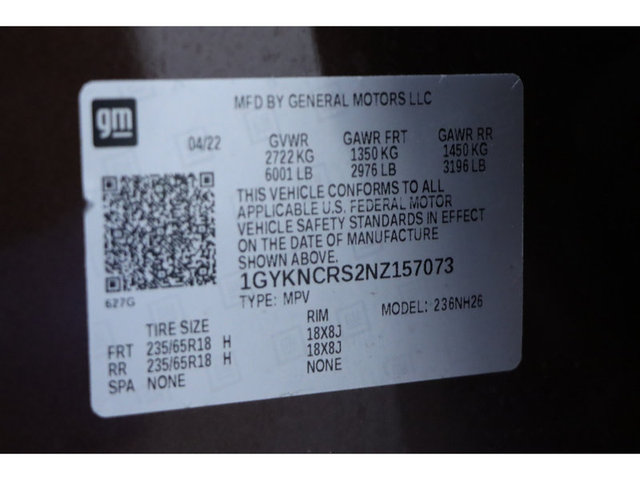 gm
MFD BY GENERAL MOTORS LLC
04/22 GVWR GAWR FRT GAWR RR
2722 KG 1350 KG 1450 KG
6001 LB 2976 LB 3196 LB
THIS VEHICLE CONFORMS TO ALL
APPLICABLE U.S. FEDERAL MOTOR
VEHICLE SAFETY STANDARDS IN EFFECT
ON THE DATE OF MANUFACTURE
SHOWN ABOVE.
1GYKNCRS2NZ157073
627G
TYPE: MPV MODEL: 236NH26
TIRE SIZE RIM
FRT 235/65R18 H 18X8J
RR 235/65R18 H 18X8J
SPA NONE NONE